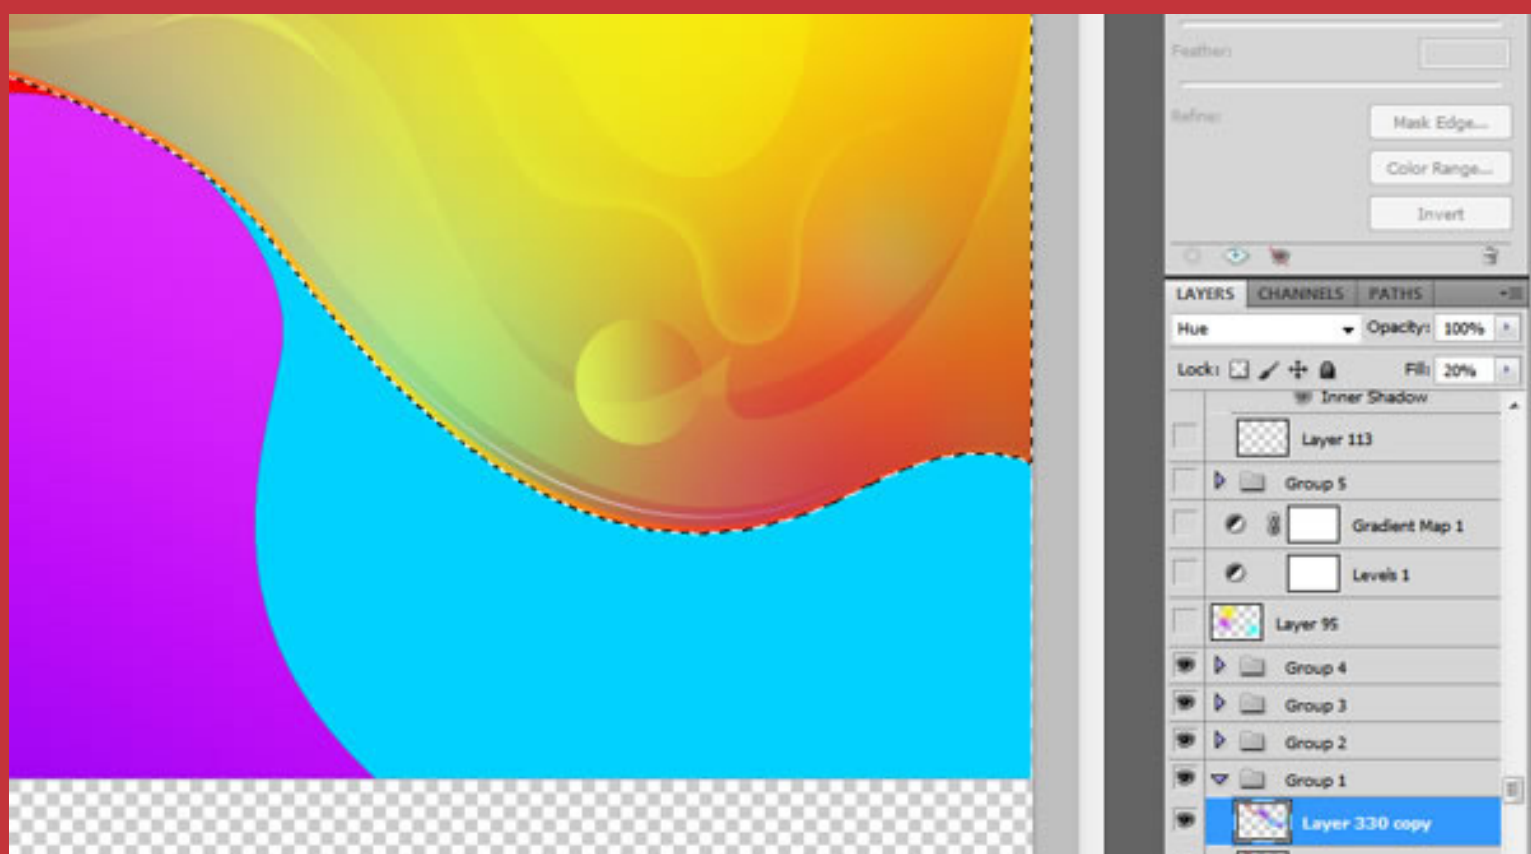 Feather:
Refine:
Mask Edge...
Color Range...
Invert
LAYERS CHANNELS PATHS
Hue Opacity: 100%
Lock: Fill: 20%
Inner Shadow
Layer 113
Group 5
Gradient Map 1
Levels 1
Layer 95
Group 4
Group 3
Group 2
Group 1
Layer 330 copy